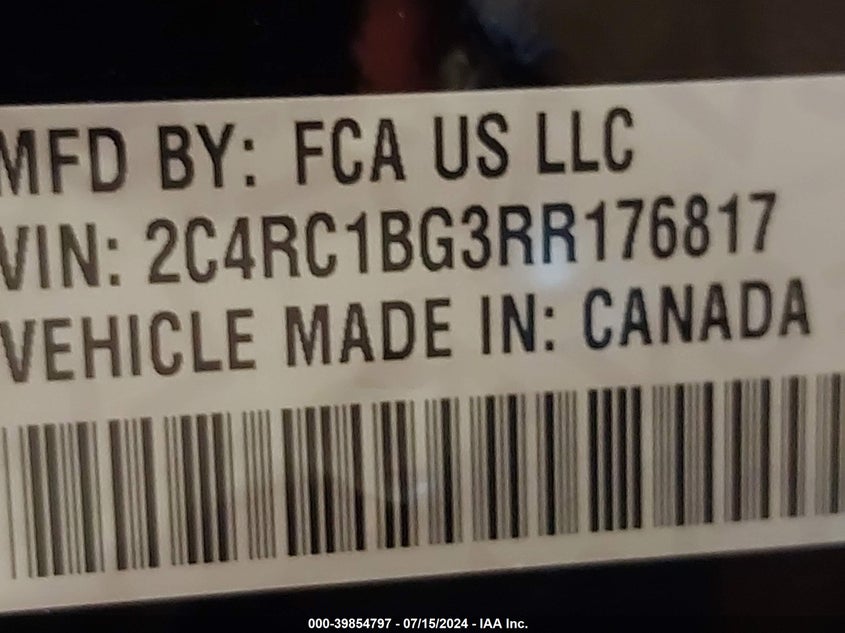 MFD BY: FCA US LLC
VIN: 2C4RC1BG3RR176817
VEHICLE MADE IN: CANADA
000-39854797 - 07/15/2024 - IAA Inc.